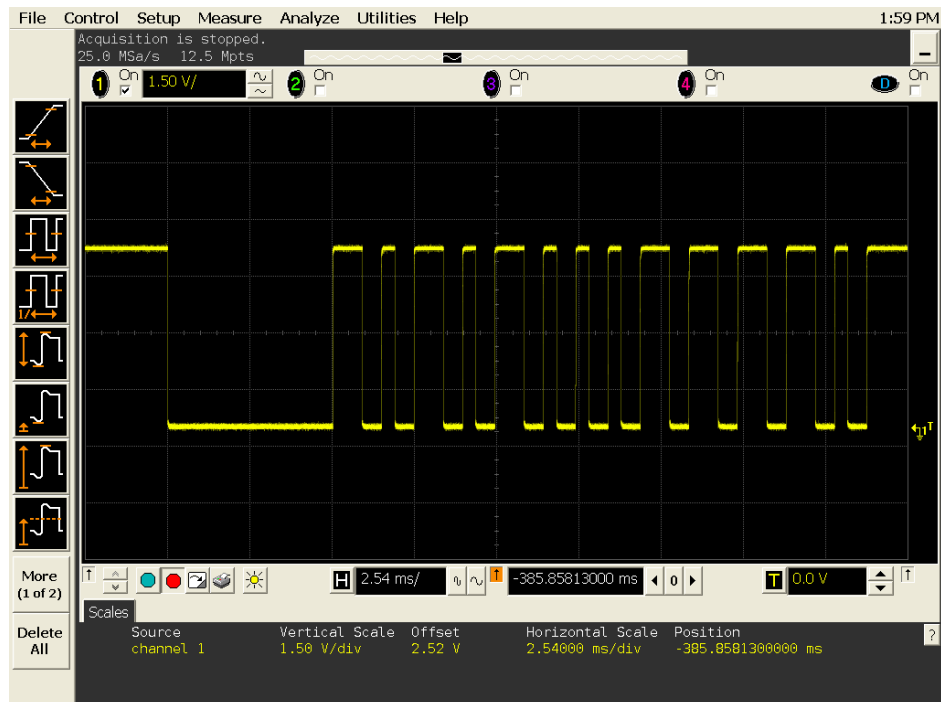 File Control Setup Measure Analyze Utilities Help 1:59 PM
Acquisition is stopped.
25.0 MSa/s 12.5 Mpts
1 On 1.50 V/ 2 On 3 On 4 On D On
1/
1 T
More
(1 of 2)
H 2.54 ms/ -385.85813000 ms 0 T 0.0 V
Scales
Delete
All
Source Vertical Scale Offset Horizontal Scale Position ?
channel 1 1.50 V/div 2.52 V 2.54000 ms/div -385.8581300000 ms